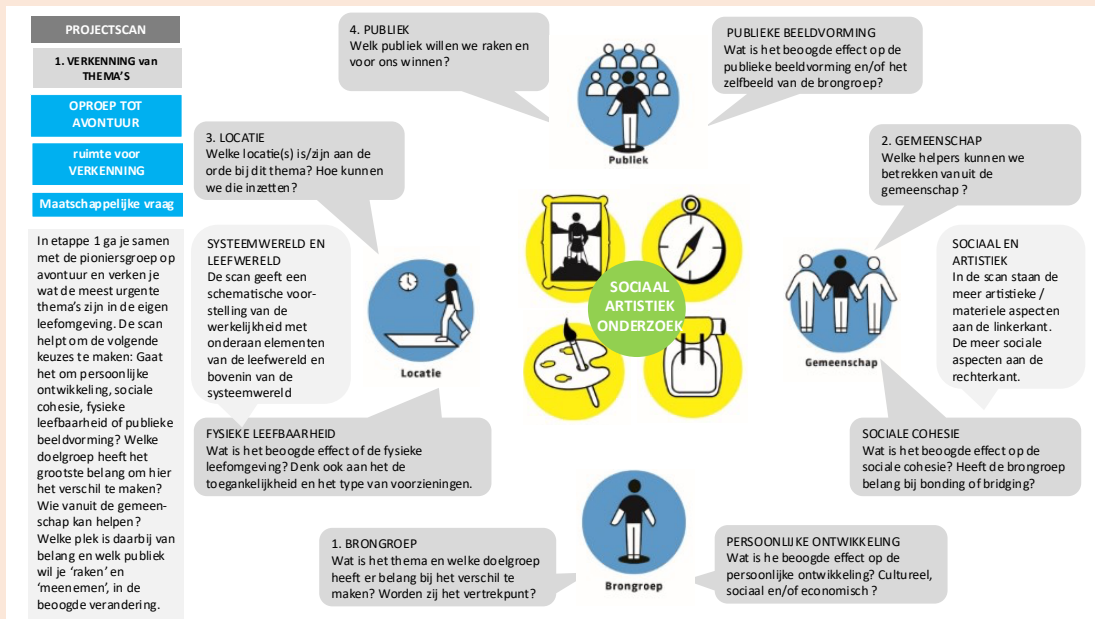 PROJECTSCAN
1. VERKENNING van
THEMA'S
OPROEP TOT
AVONTUUR
ruimte voor
VERKENNING
Maatschappelijke vraag
In etappe 1 ga je samen
met de pioniersgroep op
avontuur en verken je
wat de meest urgente
thema's zijn in de eigen
leefomgeving. De scan
helpt om de volgende
keuzes te maken: Gaat
het om persoonlijke
ontwikkeling, sociale
cohesie, fysieke
leefbaarheid of publieke
beeldvorming? Welke
doelgroep heeft het
grootste belang om hier
het verschil te maken?
Wie vanuit de gemeen-
schap kan helpen?
Welke plek is daarbij van
belang en welk publiek
wil je 'raken' en
'meenemen', in de
beoogde verandering.
4. PUBLIEK
Welk publiek willen we raken en
voor ons winnen?
Publiek
PUBLIEKE BEELDVORMING
Wat is het beoogde effect op de
publieke beeldvorming en/of het
zelfbeeld van de brongroep?
3. LOCATIE
Welke locatie(s) is/zijn aan de
orde bij dit thema? Hoe kunnen
we die inzetten?
2. GEMEENSCHAP
Welke helpers kunnen we
betrekken vanuit de
gemeenschap ?
SYSTEEMWERELD EN
LEEFWERELD
De scan geeft een
schematische voor-
stelling van de
werkelijkheid met
onderaan elementen
van de leefwereld en
bovenin van de
systeemwereld
Locatie
SOCIAAL
ARTISTIEK
ONDERZOEK
Gemeenschap
SOCIAAL EN
ARTISTIEK
In de scan staan de
meer artistieke /
materiele aspecten
aan de linkerkant.
De meer sociale
aspecten aan de
rechterkant.
FYSIEKE LEEFBAARHEID
Wat is het beoogde effect of de fysieke
leefomgeving? Denk ook aan het de
toegankelijkheid en het type van voorzieningen.
SOCIALE COHESIE
Wat is het beoogde effect op de
sociale cohesie? Heeft de brongroep
belang bij bonding of bridging?
1. BRONGROEP
Wat is het thema en welke doelgroep
heeft er belang bij het verschil te
maken? Worden zij het vertrekpunt?
Brongroep
PERSOONLIJKE ONTWIKKELING
Wat is he beoogde effect op de
persoonlijke ontwikkeling? Cultureel,
sociaal en/of economisch ?